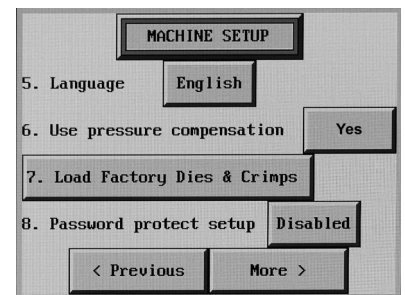 MACHINE SETUP
5. Language English
6. Use pressure compensation Yes
7. Load Factory Dies & Crimps
8. Password protect setup Disabled
< Previous More >